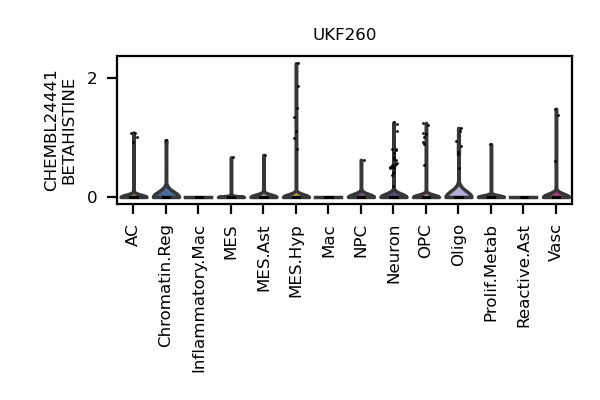 UKF260
CHEMBL24441
BETAHISTINE
2
0
AC
Chromatin.Reg
Inflammatory.Mac
MES
MES.Ast
MES.Hyp
Mac
NPC
Neuron
OPC
Oligo
Prolif.Metab
Reactive.Ast
Vasc